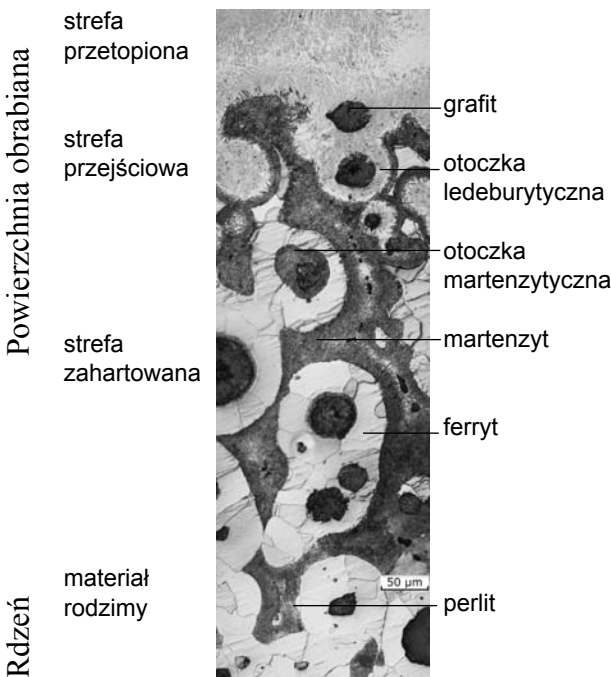 Powierzchnia obrabiana
strefa
przetopiona
strefa
przejściowa
strefa
zahartowana
Rdzeń
materiał
rodzimy
grafit
otoczka
ledeburytyczna
otoczka
martenzytyczna
martenzyt
ferryt
50 µm
perlit